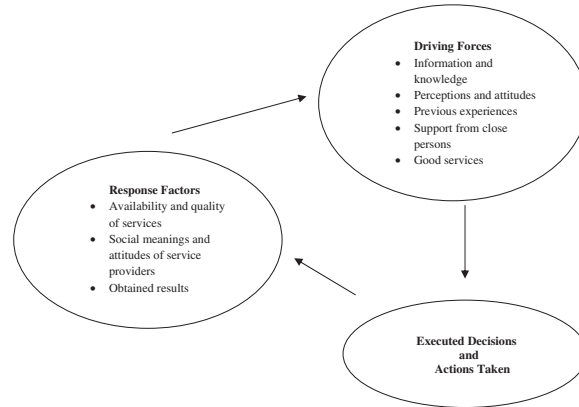 Driving Forces
• Information and
knowledge
• Perceptions and attitudes
• Previous experiences
• Support from close
persons
• Good services
Response Factors
• Availability and quality
of services
• Social meanings and
attitudes of service
providers
• Obtained results
Executed Decisions
and
Actions Taken